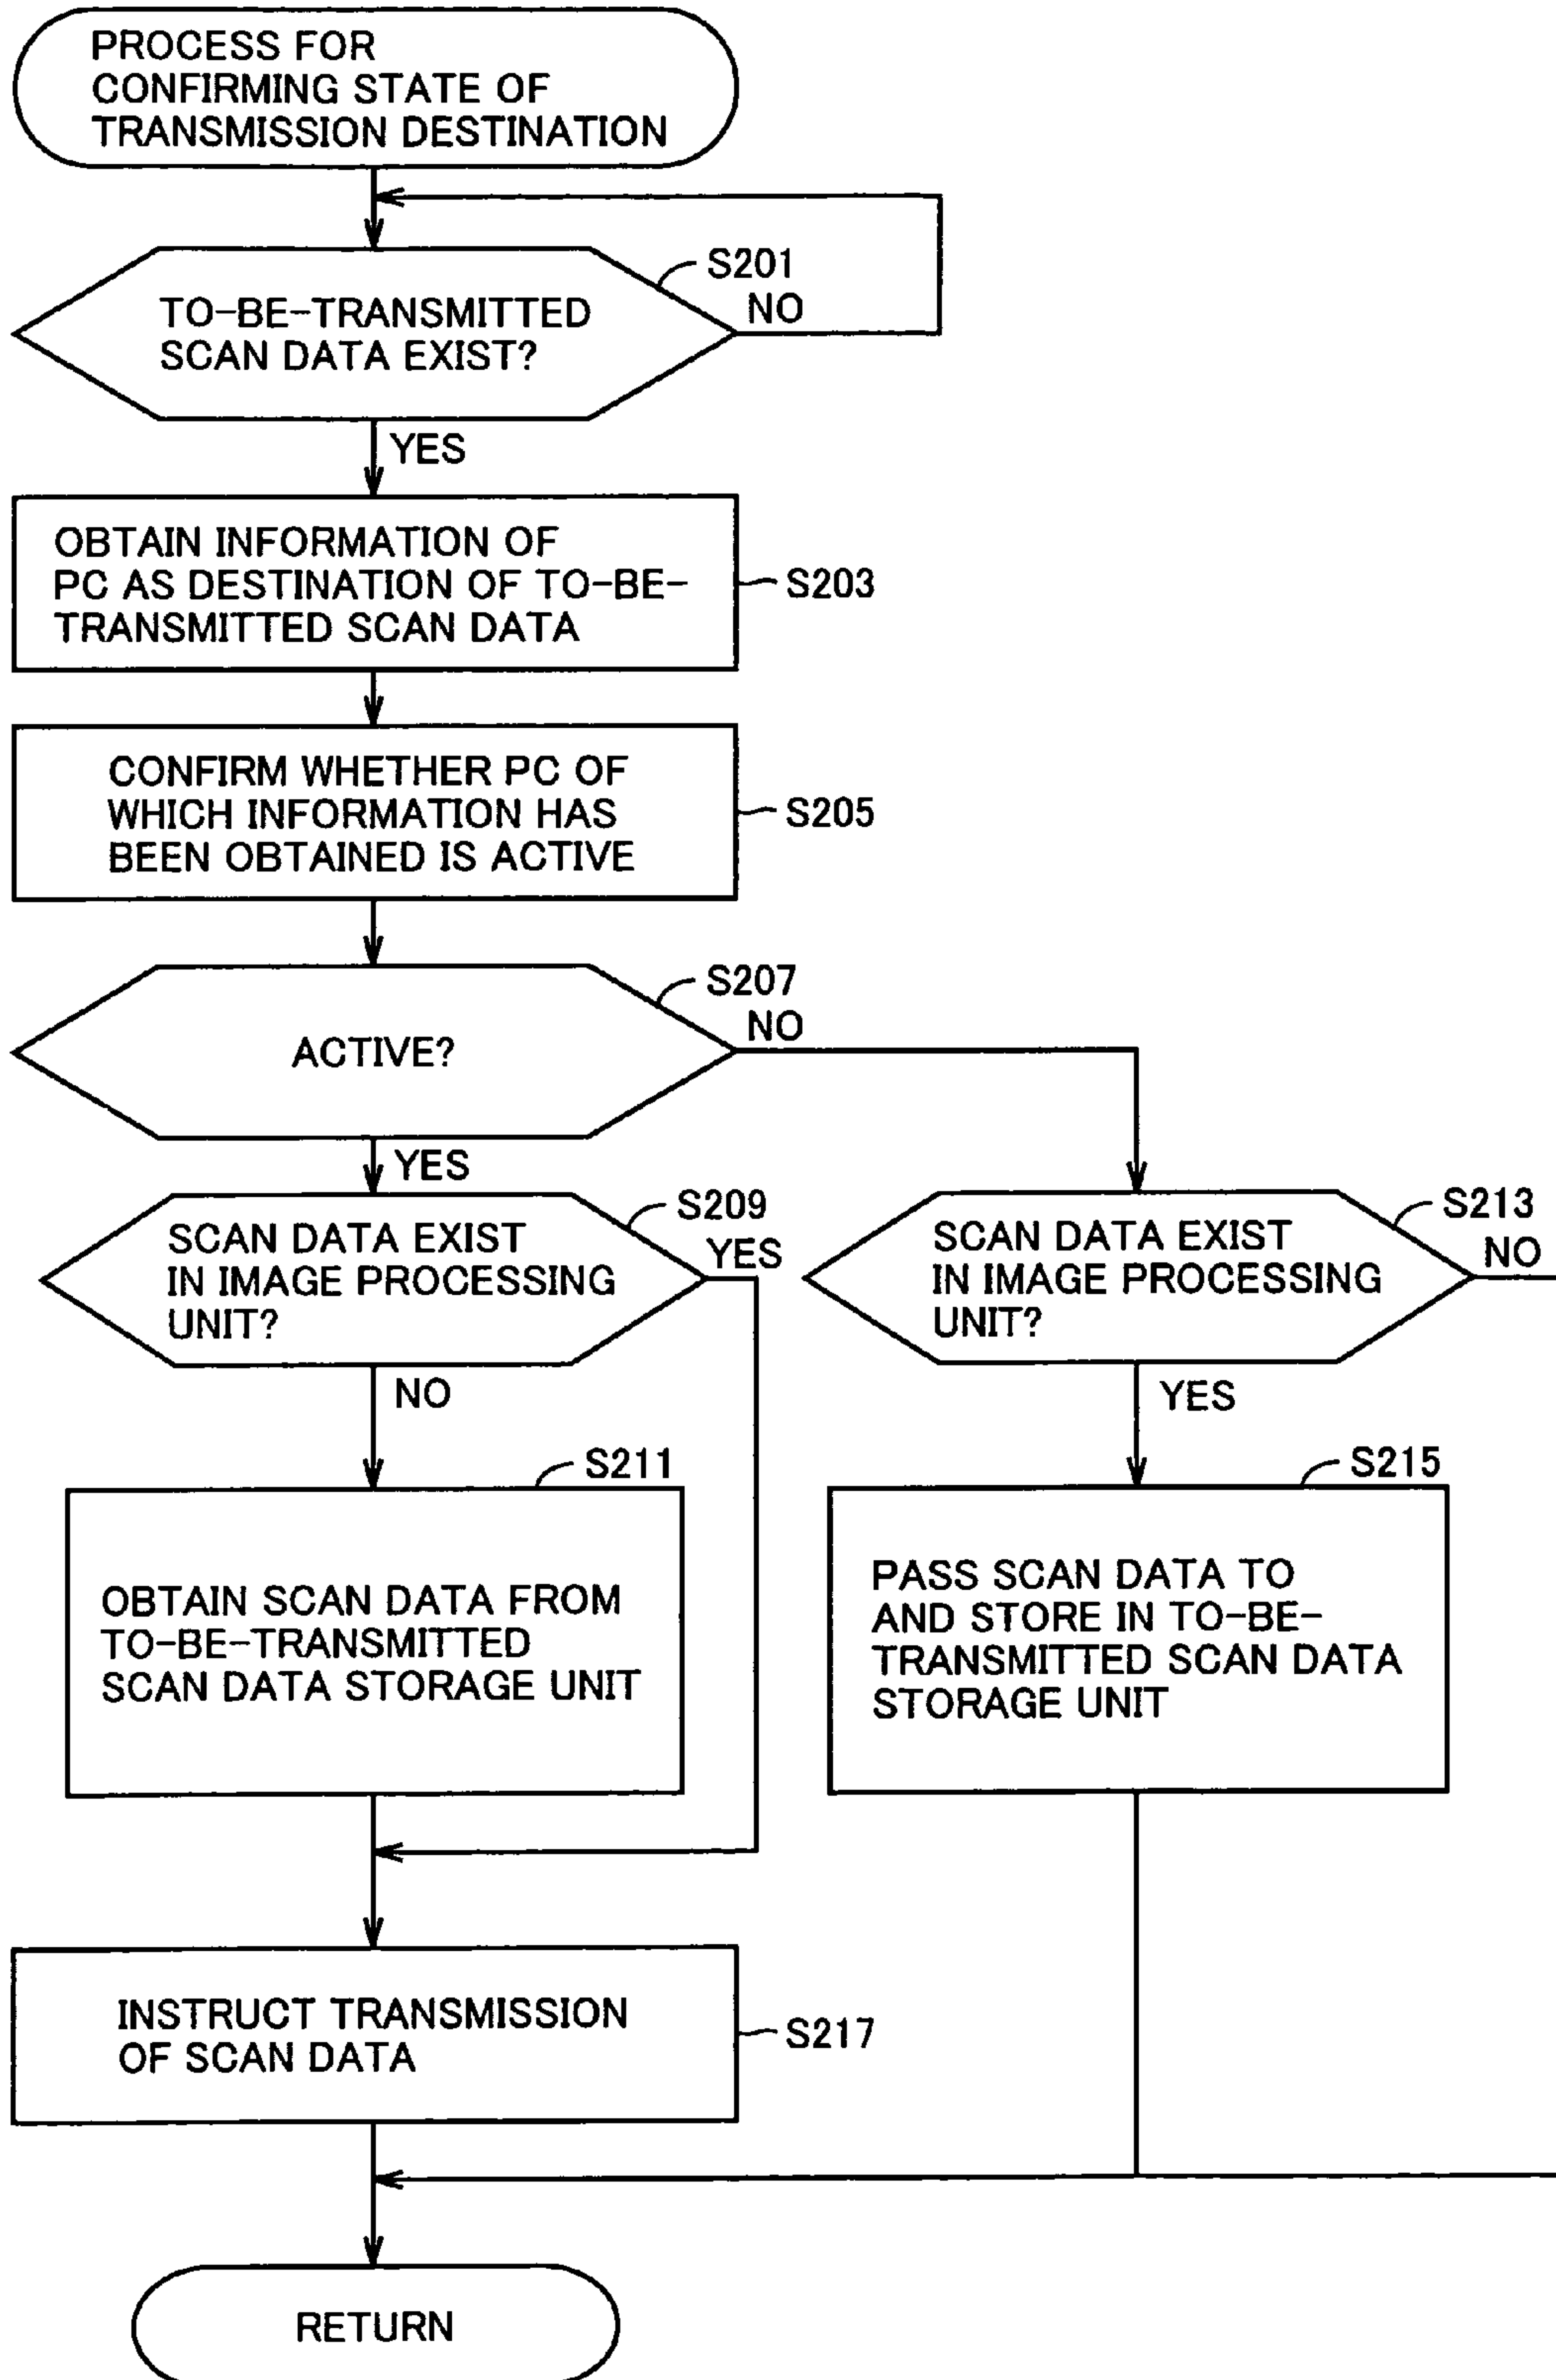 PROCESS FOR
CONFIRMING STATE OF
TRANSMISSION DESTINATION
S201
TO-BE-TRANSMITTED
SCAN DATA EXIST?
NO
YES
OBTAIN INFORMATION OF
PC AS DESTINATION OF TO-BE-
TRANSMITTED SCAN DATA
S203
CONFIRM WHETHER PC OF
WHICH INFORMATION HAS
BEEN OBTAINED IS ACTIVE
S205
S207
ACTIVE?
NO
YES
S209
SCAN DATA EXIST
IN IMAGE PROCESSING
UNIT?
YES
NO
S213
SCAN DATA EXIST
IN IMAGE PROCESSING
UNIT?
NO
YES
S211
OBTAIN SCAN DATA FROM
TO-BE-TRANSMITTED
SCAN DATA STORAGE UNIT
S215
PASS SCAN DATA TO
AND STORE IN TO-BE-
TRANSMITTED SCAN DATA
STORAGE UNIT
INSTRUCT TRANSMISSION
OF SCAN DATA
S217
RETURN